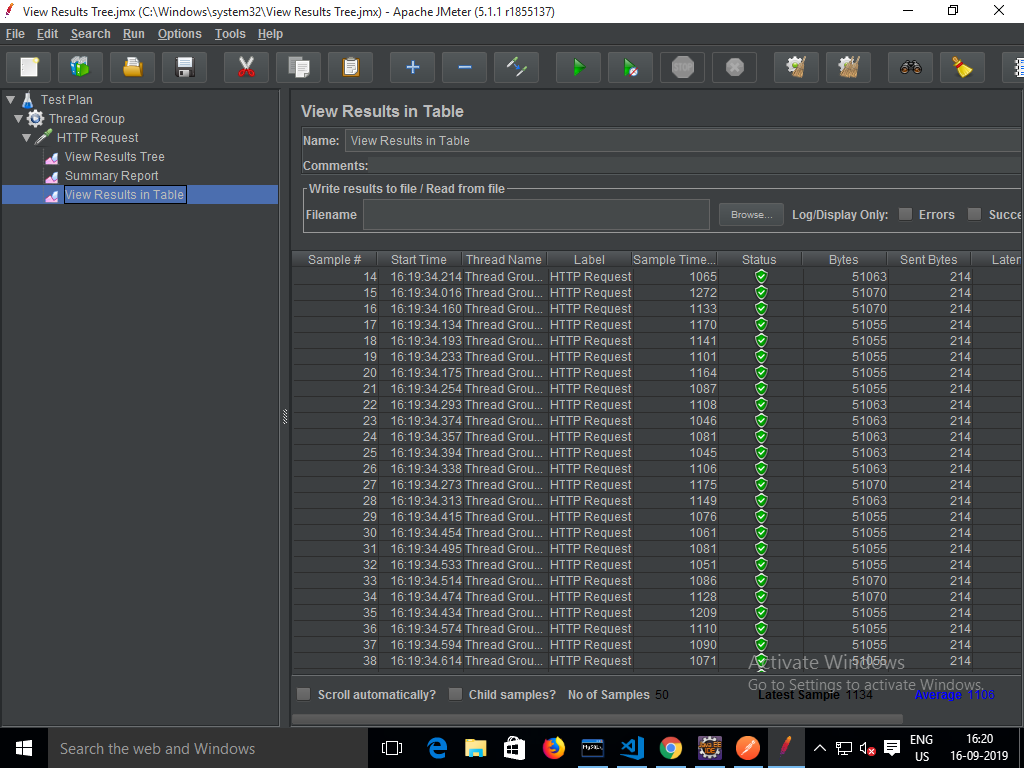 View Results Tree.jmx (C:\Windows\system32\View Results Tree.jmx) - Apache JMeter (5.1.1 r1855137)
File Edit Search Run Options Tools Help
STOP
Test Plan
Thread Group
HTTP Request
View Results Tree
Summary Report
View Results in Table
View Results in Table
Name: View Results in Table
Comments:
Write results to file / Read from file
Filename Browse... Log/Display Only: Errors Succe
Sample # Start Time Thread Name Label Sample Time... Status Bytes Sent Bytes Laten
14 16:19:34.214 Thread Grou... HTTP Request 1065 51063 214
15 16:19:34.016 Thread Grou... HTTP Request 1272 51070 214
16 16:19:34.160 Thread Grou... HTTP Request 1133 51070 214
17 16:19:34.134 Thread Grou... HTTP Request 1170 51055 214
18 16:19:34.193 Thread Grou... HTTP Request 1141 51055 214
19 16:19:34.233 Thread Grou... HTTP Request 1101 51055 214
20 16:19:34.175 Thread Grou... HTTP Request 1164 51055 214
21 16:19:34.254 Thread Grou... HTTP Request 1087 51055 214
22 16:19:34.293 Thread Grou... HTTP Request 1108 51063 214
23 16:19:34.374 Thread Grou... HTTP Request 1046 51063 214
24 16:19:34.357 Thread Grou... HTTP Request 1081 51063 214
25 16:19:34.394 Thread Grou... HTTP Request 1045 51063 214
26 16:19:34.338 Thread Grou... HTTP Request 1106 51063 214
27 16:19:34.273 Thread Grou... HTTP Request 1175 51070 214
28 16:19:34.313 Thread Grou... HTTP Request 1149 51063 214
29 16:19:34.415 Thread Grou... HTTP Request 1076 51055 214
30 16:19:34.454 Thread Grou... HTTP Request 1061 51055 214
31 16:19:34.495 Thread Grou... HTTP Request 1081 51055 214
32 16:19:34.533 Thread Grou... HTTP Request 1051 51055 214
33 16:19:34.514 Thread Grou... HTTP Request 1086 51070 214
34 16:19:34.474 Thread Grou... HTTP Request 1128 51070 214
35 16:19:34.434 Thread Grou... HTTP Request 1209 51055 214
36 16:19:34.574 Thread Grou... HTTP Request 1110 51055 214
37 16:19:34.594 Thread Grou... HTTP Request 1090 51055 214
38 16:19:34.614 Thread Grou... HTTP Request 1071 51055 214
Activate Windows
Go to Settings to activate Windows.
Scroll automatically? Child samples? No of Samples 50 Latest Sample 1134 Average 1106
Search the web and Windows
MySQL
ENG
US
16:20
16-09-2019